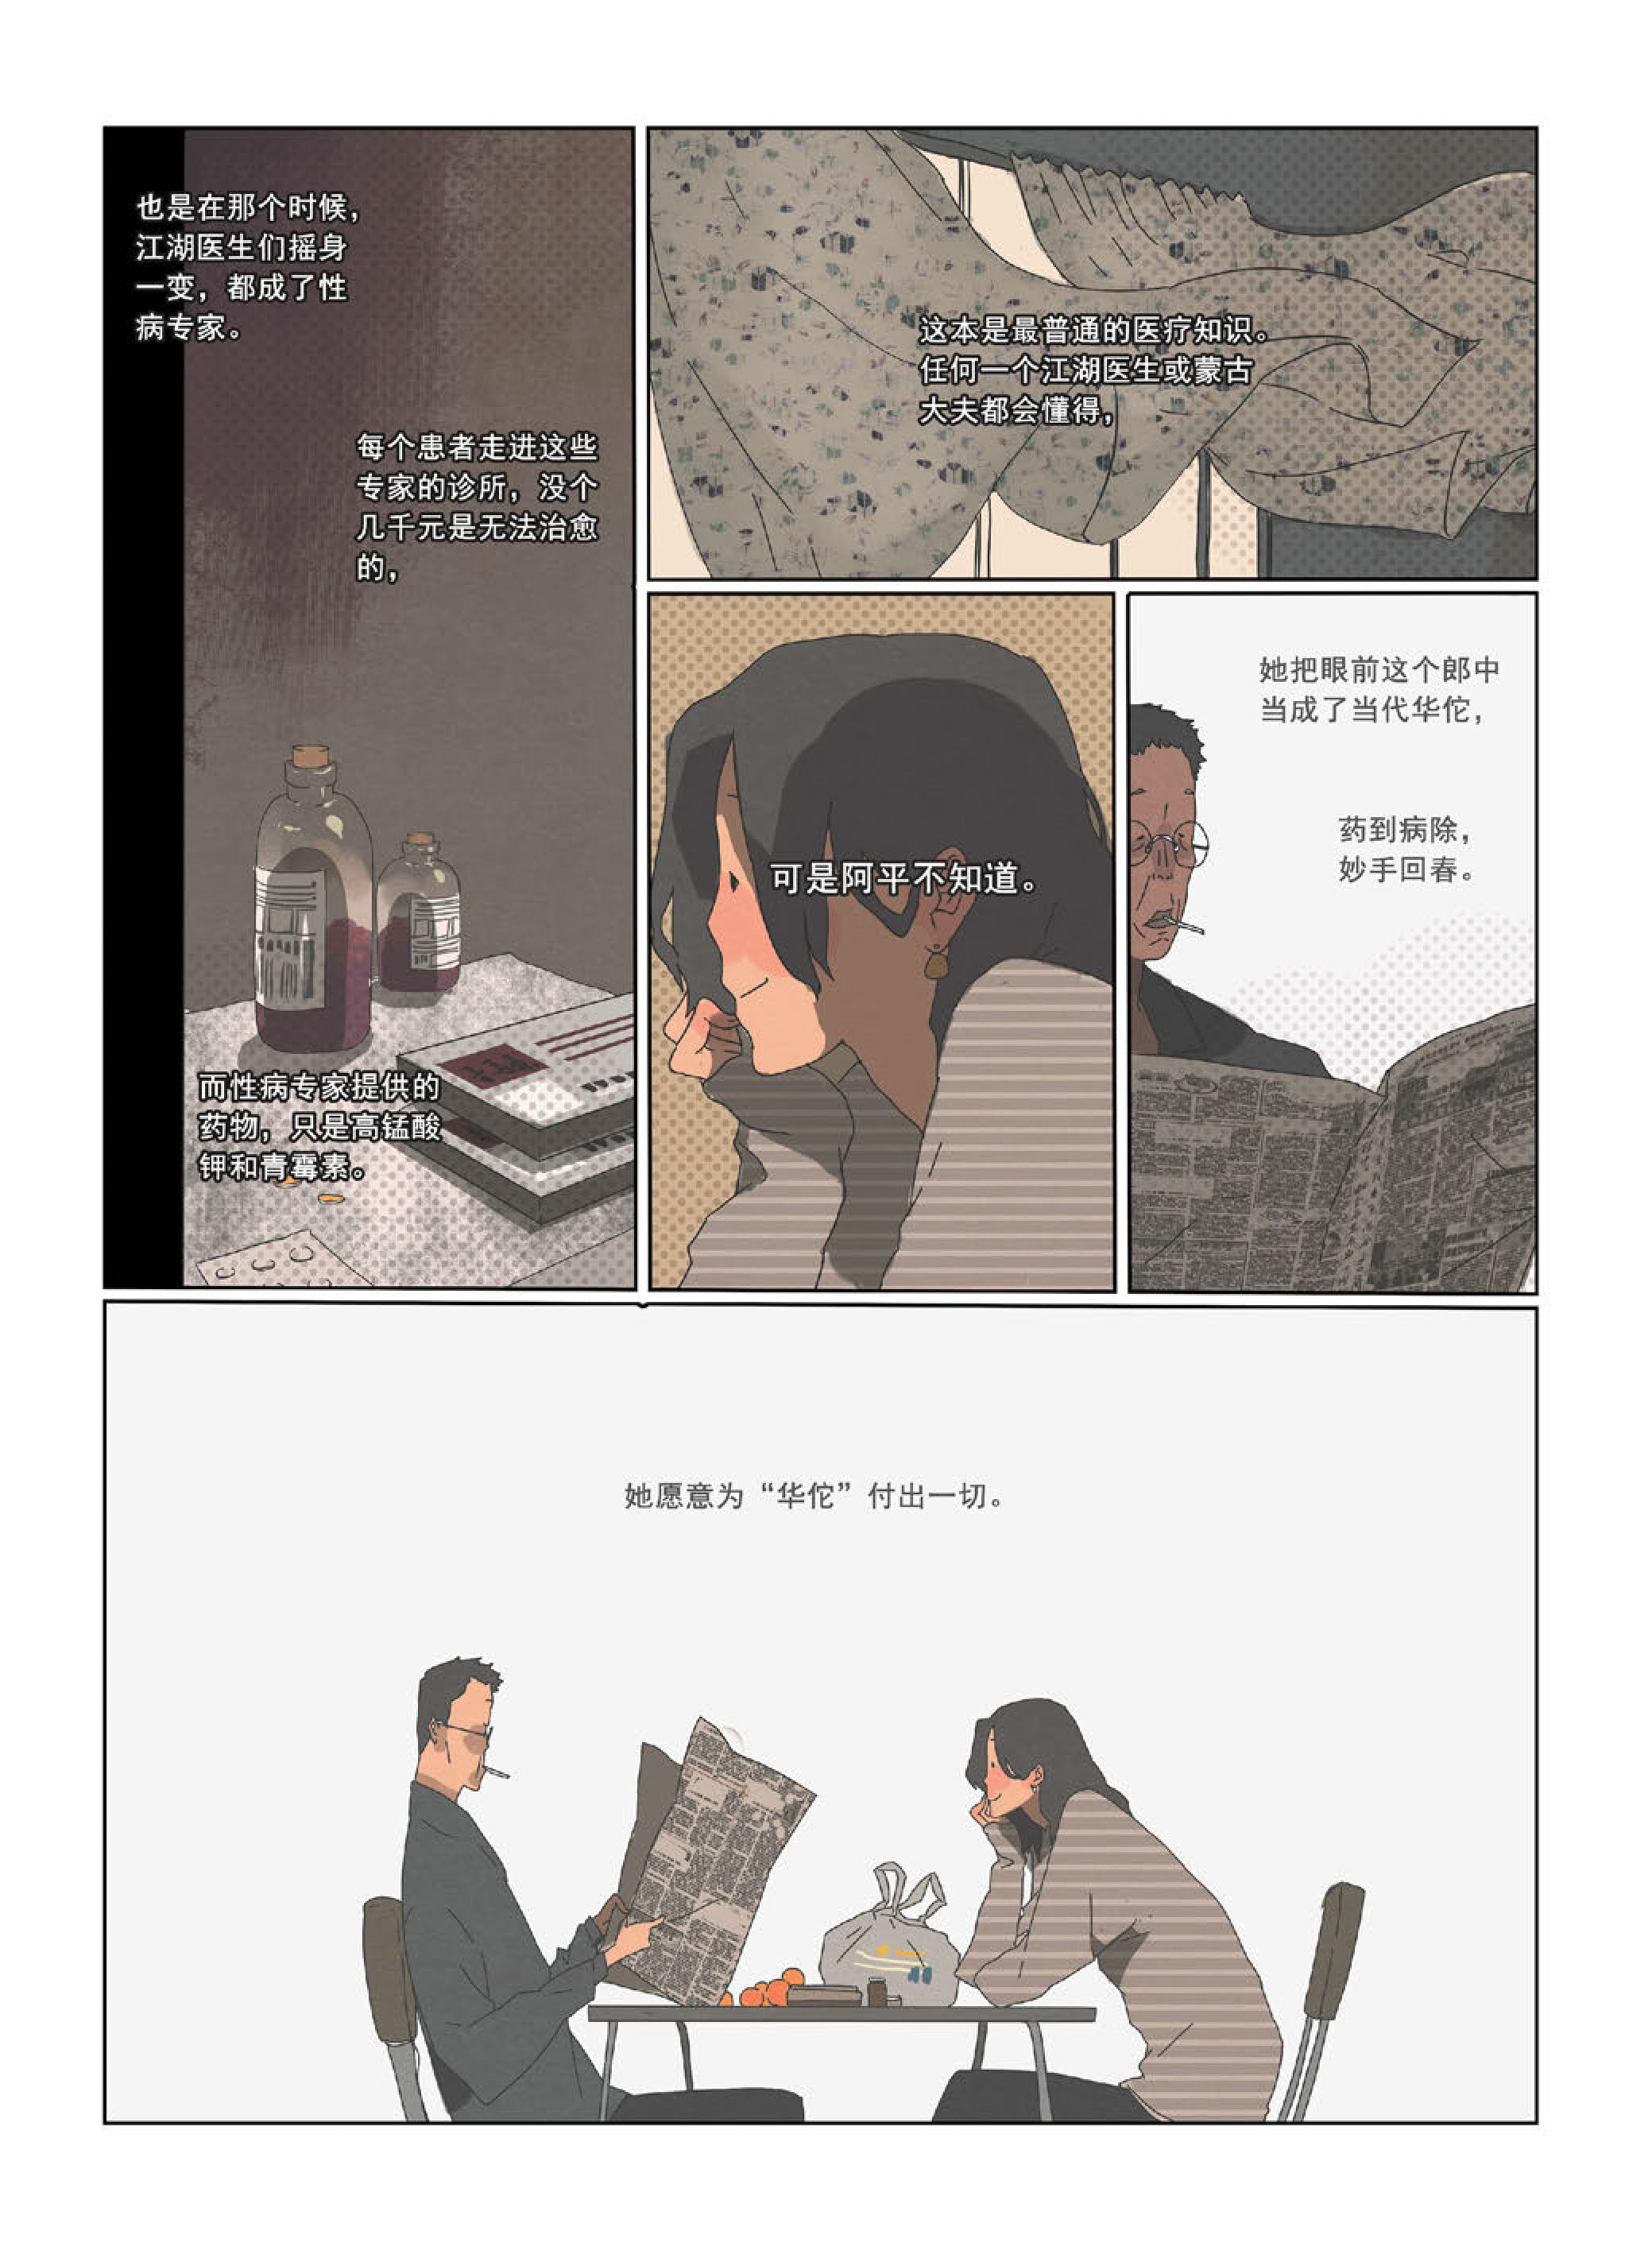 也是在那个时候，
江湖医生们摇身
一变，都成了性
病专家。
每个患者走进这些
专家的诊所，没个
几千元是无法治愈
的，
而性病专家提供的
药物，只是高锰酸
钾和青霉素。
这本是最普通的医疗知识。
任何一个江湖医生或蒙古
大夫都会懂得，
可是阿平不知道。
她把眼前这个郎中
当成了当代华佗，
药到病除，
妙手回春。
她愿意为“华佗”付出一切。